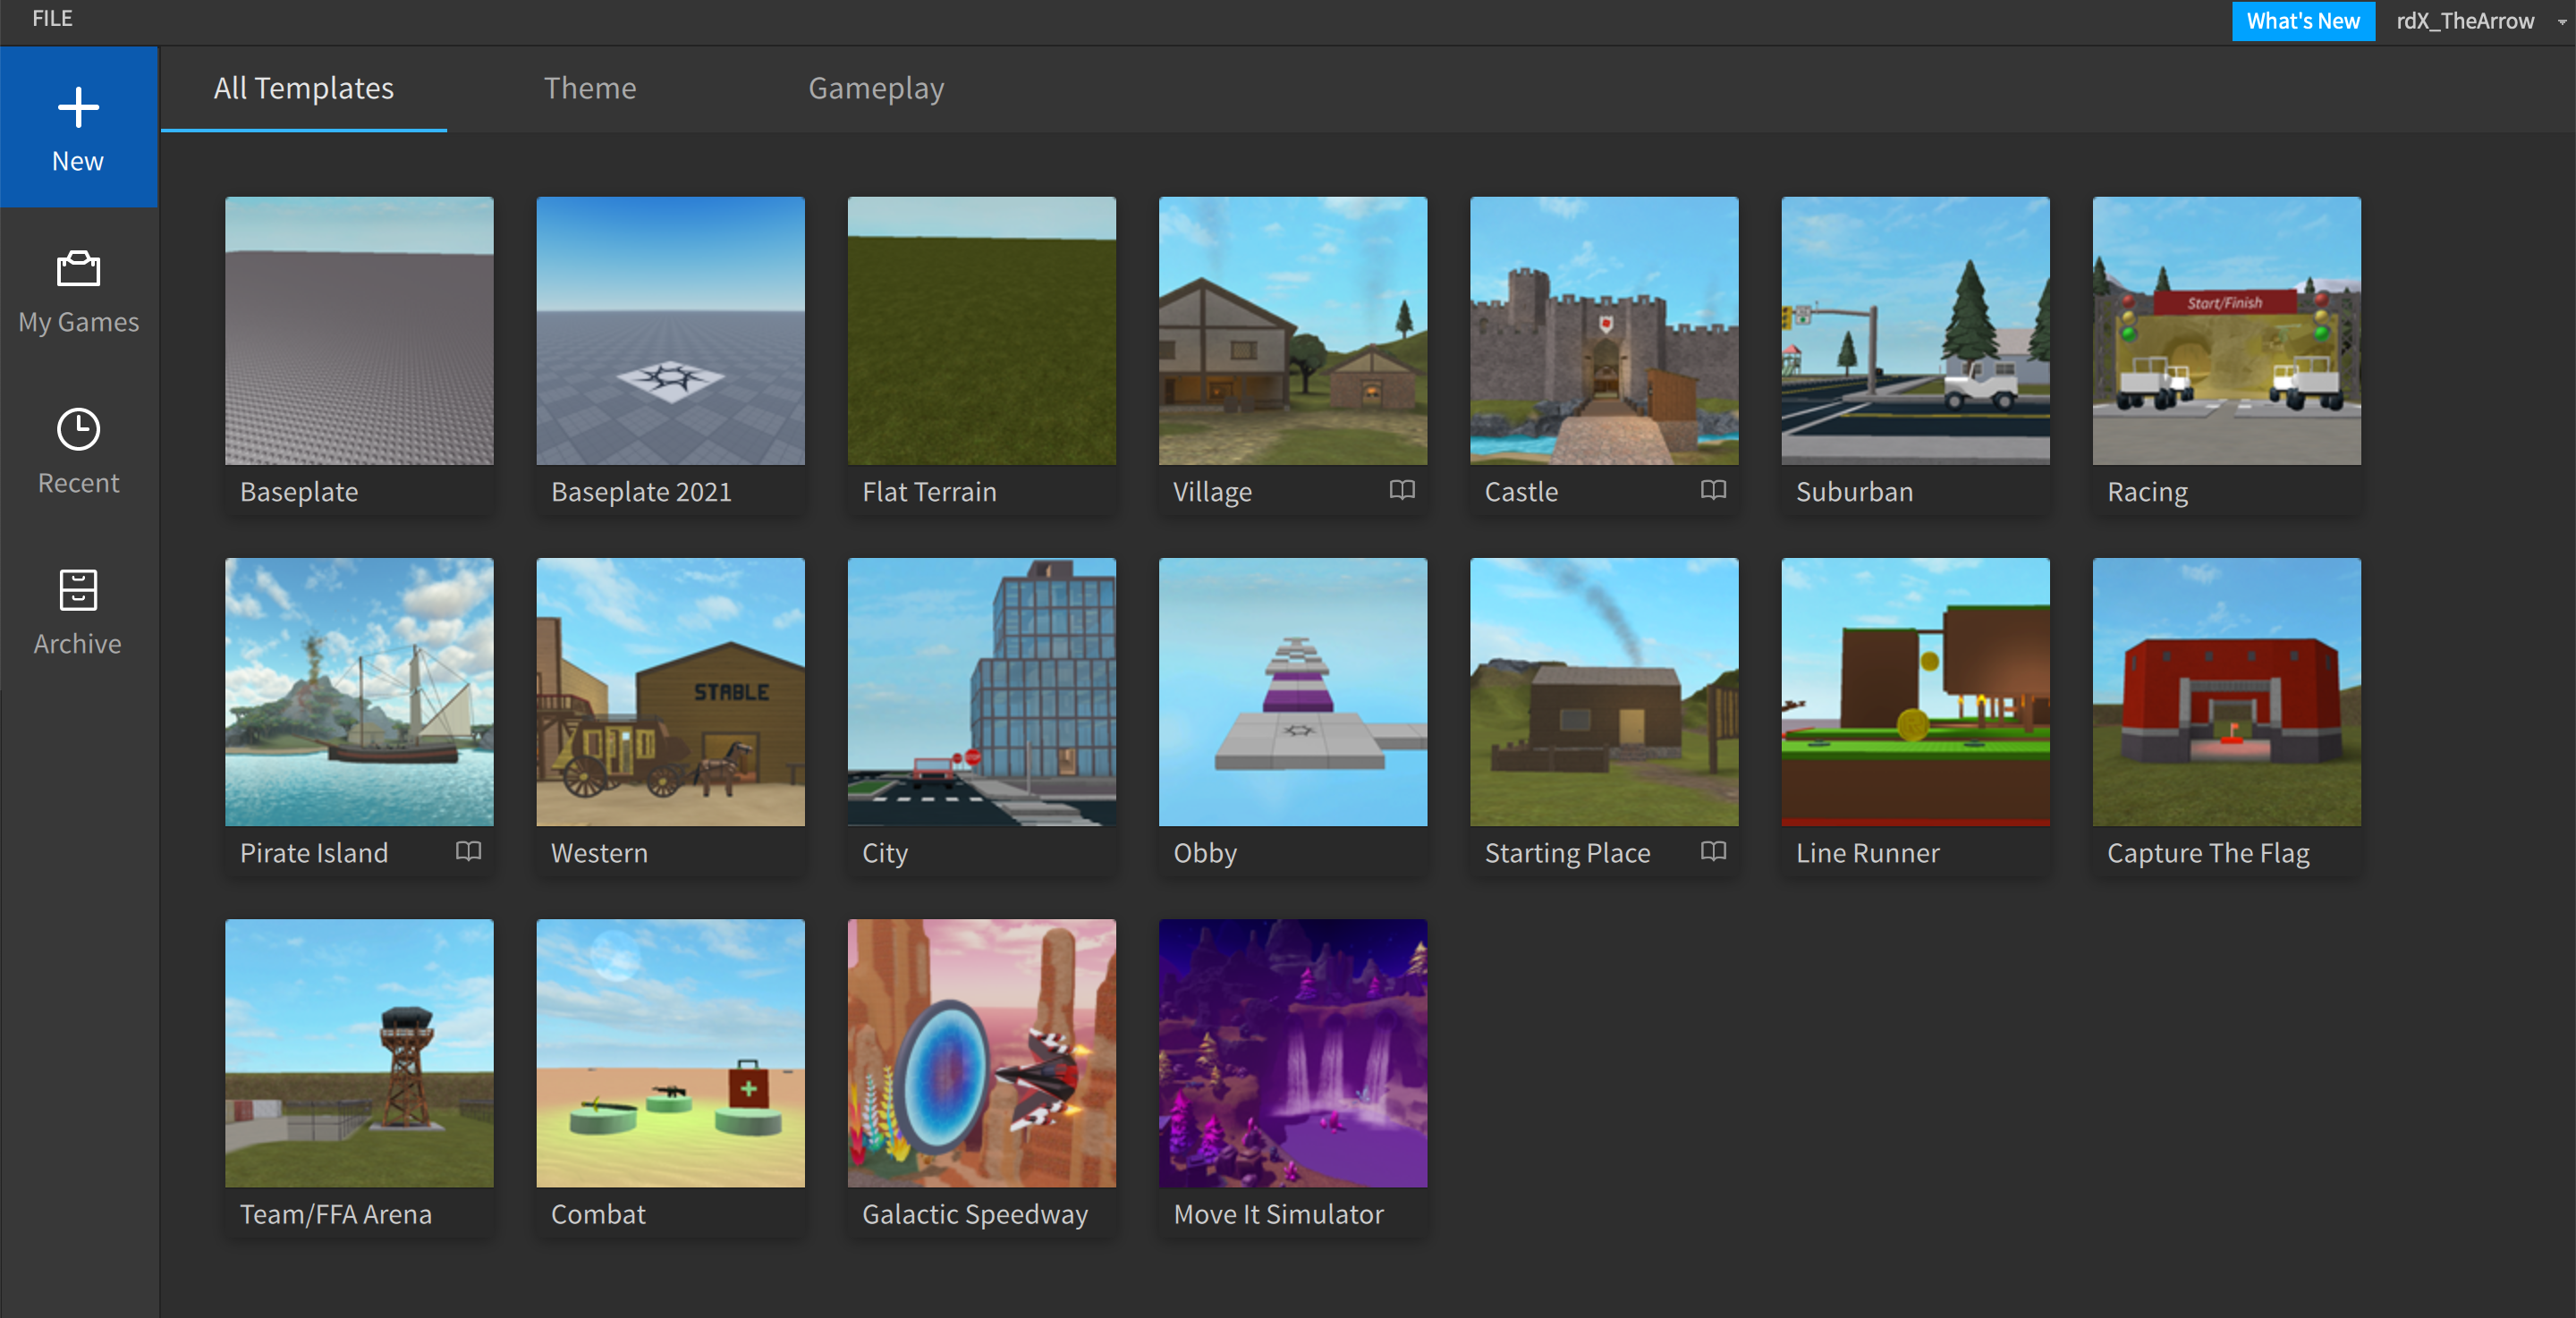 FILE
What's New
rdX_TheArrow
New
My Games
Recent
Archive
All Templates
Theme
Gameplay
Start/Finish
Baseplate
Baseplate 2021
Flat Terrain
Village
Castle
Suburban
Racing
STABLE
Pirate Island
Western
City
Obby
Starting Place
Line Runner
Capture The Flag
Team/FFA Arena
Combat
Galactic Speedway
Move It Simulator